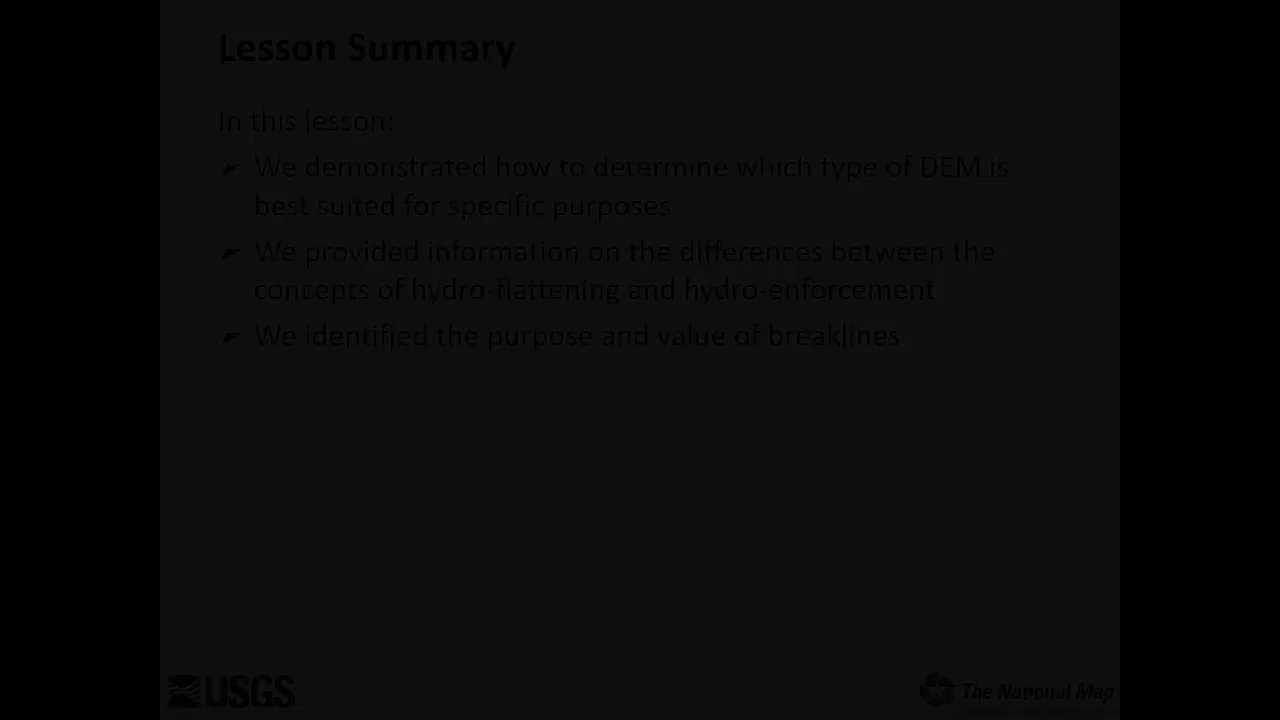 Lesson Summary
In this lesson:
We demonstrated how to determine which type of DEM is
best suited for specific purposes
We provided information on the differences between the
concepts of hydro-flattening and hydro-enforcement
We identified the purpose and value of breaklines
USGS
The National Map